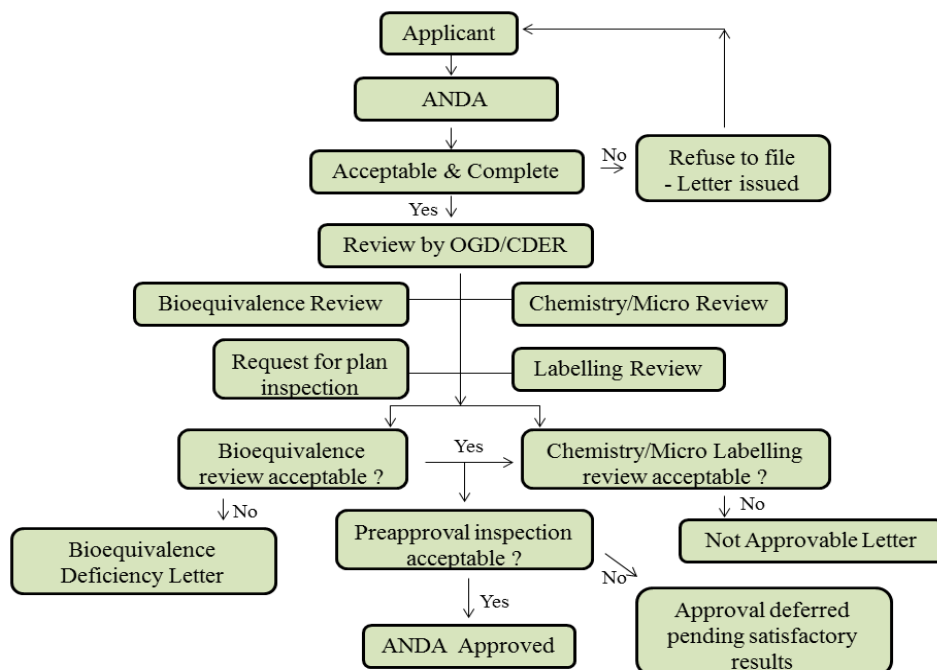 Applicant
ANDA
Acceptable & Complete
No
Refuse to file
- Letter issued
Yes
Review by OGD/CDER
Bioequivalence Review
Chemistry/Micro Review
Request for plan
inspection
Labelling Review
Bioequivalence
review acceptable ?
Yes
Chemistry/Micro Labelling
review acceptable ?
No
Bioequivalence
Deficiency Letter
Preapproval inspection
acceptable ?
No
Not Approvable Letter
Yes
ANDA Approved
No
Approval deferred
pending satisfactory
results